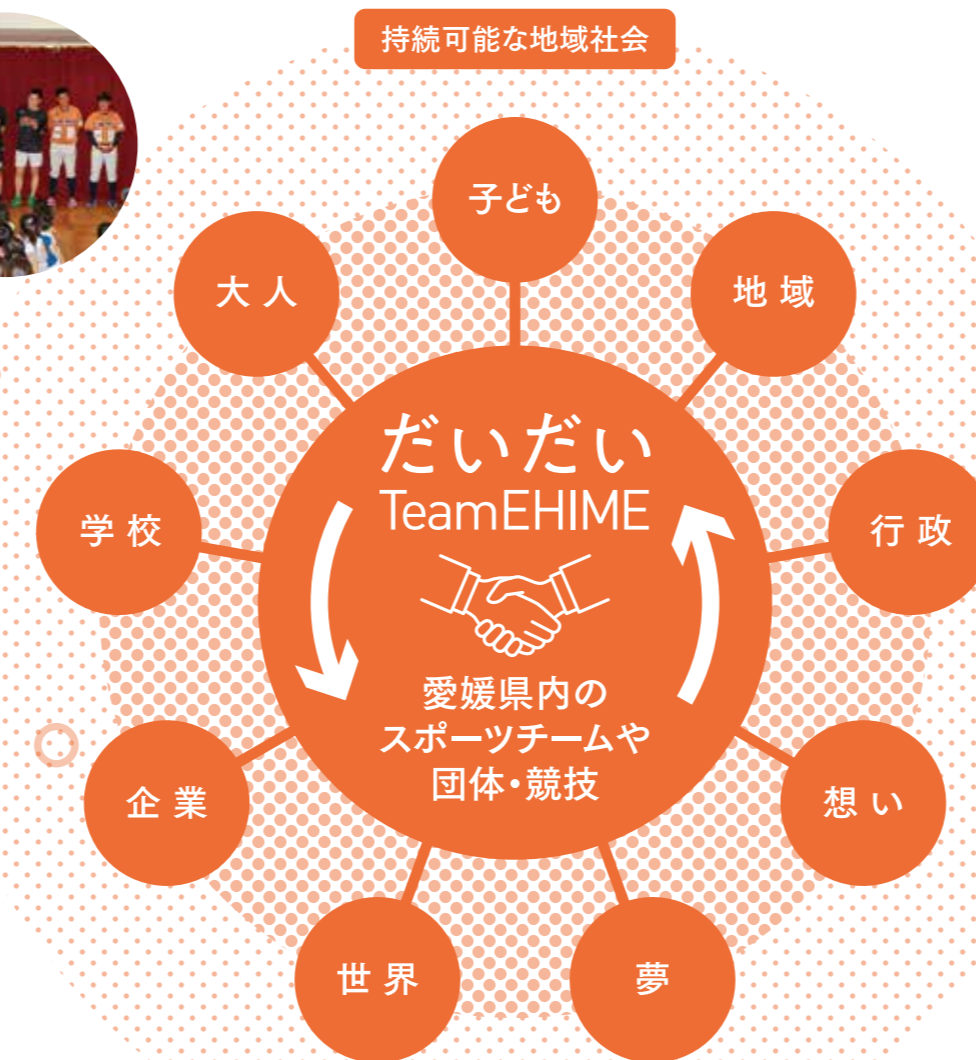 持続可能な地域社会
子ども
大人
地域
だいだい
TeamEHIME
学校
行政
愛媛県内の
スポーツチームや
団体・競技
企業
想い
世界
夢